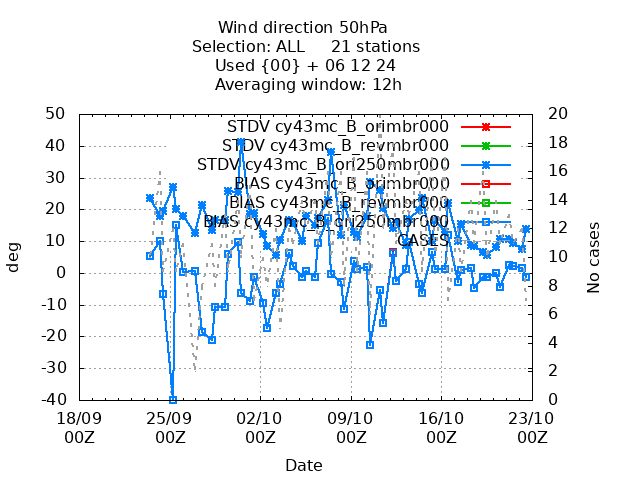 Wind direction 50hPa
Selection: ALL 21 stations
Used {00} + 06 12 24
Averaging window: 12h
50
40
30
20
10
0
-10
-20
-30
-40
deg
20
18
16
14
12
10
8
6
4
2
0
No cases
STDV cy43mc_B_orimbr000
STDV cy43mc_B_revmbr000
STDV cy43mc_B_ori250mbr000
BIAS cy43mc_B_orimbr000
BIAS cy43mc_B_revmbr000
BIAS cy43mc_B_ori250mbr000
CASES
18/09 25/09 02/10 09/10 16/10 23/10
00Z 00Z 00Z 00Z 00Z 00Z
Date